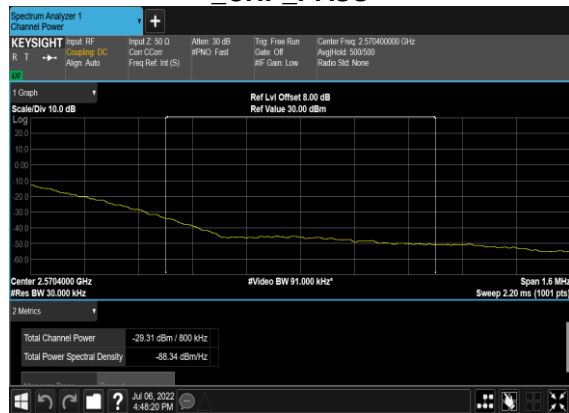 Spectrum Analyzer 1
Channel Power
+
KEYSIGHT
R T
LV
Input: RF
Coupling: DC
Align: Auto
Input Z: 50 Ω
Corr CCorr
Freq Ref: Int (S)
Atten: 30 dB
#PNO: Fast
Trig: Free Run
Gate: Off
#IF Gain: Low
Center Freq: 2.570400000 GHz
Avg|Hold: 500/500
Radio Std: None
1 Graph
Scale/Div 10.0 dB
Ref Lvl Offset 8.00 dB
Ref Value 30.00 dBm
Log
20.0
10.0
0.00
-10.0
-20.0
-30.0
-40.0
-50.0
-60.0
Center 2.5704000 GHz
#Res BW 30.000 kHz
#Video BW 91.000 kHz*
Span 1.6 MHz
Sweep 2.20 ms (1001 pts)
2 Metrics
Total Channel Power -29.31 dBm / 800 kHz
Total Power Spectral Density -88.34 dBm/Hz
?
Jul 06, 2022
4:48:20 PM